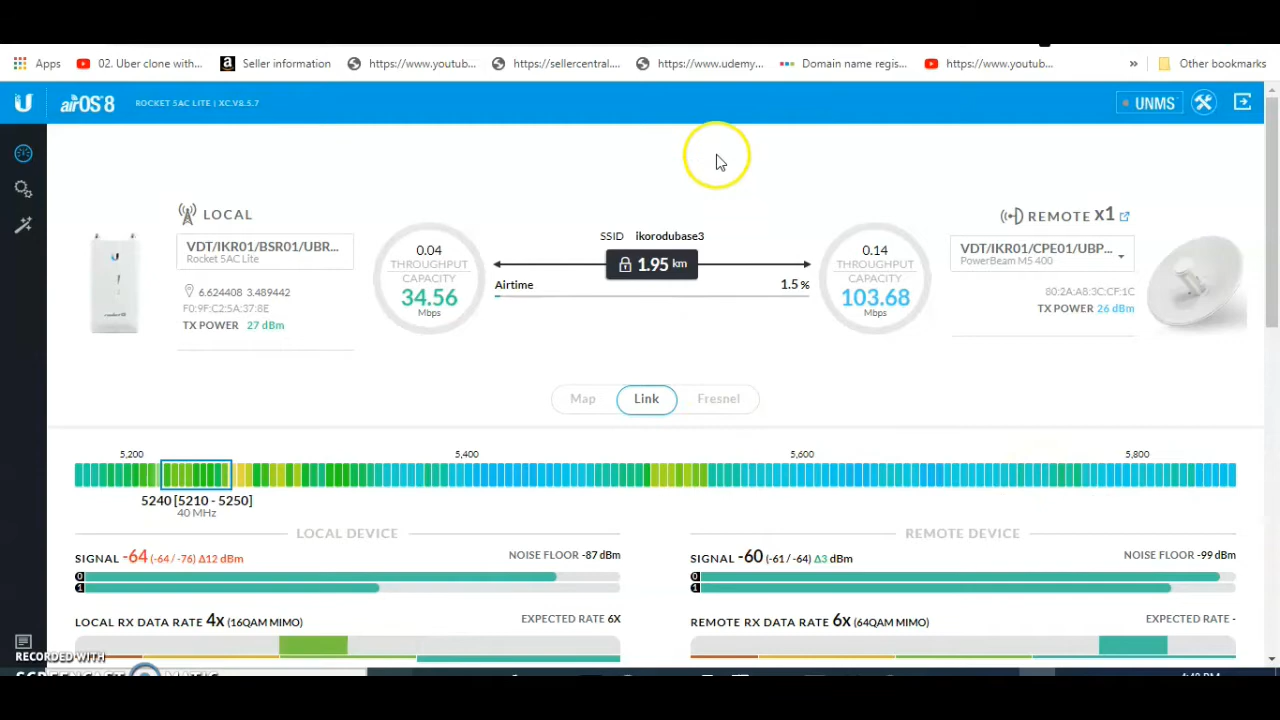 Apps 02. Uber clone with... Seller information https://www.youtub... https://sellercentral.... https://www.udemy... Domain name regis... https://www.youtub... » Other bookmarks
airOS 8 ROCKET 5AC LITE | XC.V8.5.7 UNMS
LOCAL
VDT/IKR01/BSR01/UBR...
Rocket 5AC Lite
6.624408 3.489442
F0:9F:C2:5A:37:8E
TX POWER 27 dBm
0.04
THROUGHPUT
CAPACITY
34.56
Mbps
SSID ikorodubase3
1.95 km
Airtime 1.5 %
0.14
THROUGHPUT
CAPACITY
103.68
Mbps
REMOTE x1
VDT/IKR01/CPE01/UBP...
PowerBeam M5 400
80:2A:A8:3C:CF:1C
TX POWER 26 dBm
Map Link Fresnel
5,200 5,400 5,600 5,800
5240 [5210 - 5250]
40 MHz
LOCAL DEVICE
SIGNAL -64 (-64 / -76) Δ12 dBm NOISE FLOOR -87 dBm
0
1
LOCAL RX DATA RATE 4x (16QAM MIMO) EXPECTED RATE 6X
REMOTE DEVICE
SIGNAL -60 (-61 / -64) Δ3 dBm NOISE FLOOR -99 dBm
0
1
REMOTE RX DATA RATE 6x (64QAM MIMO) EXPECTED RATE -
RECORDED WITH